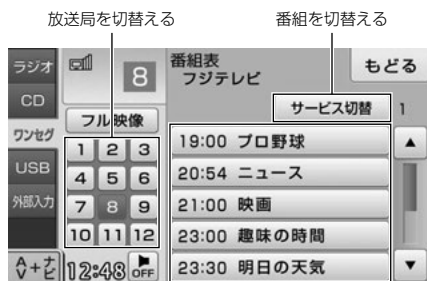 放送局を切替える 番組を切替える
ラジオ 8 番組表 もどる
フジテレビ
CD サービス切替 1
ワンセグ フル映像
1 2 3 19:00 プロ野球 ▲
USB 4 5 6 20:54 ニュース
外部入力 7 8 9 21:00 映画
10 11 12 23:00 趣味の時間
AV+ナビ 12:48 OFF 23:30 明日の天気 ▼